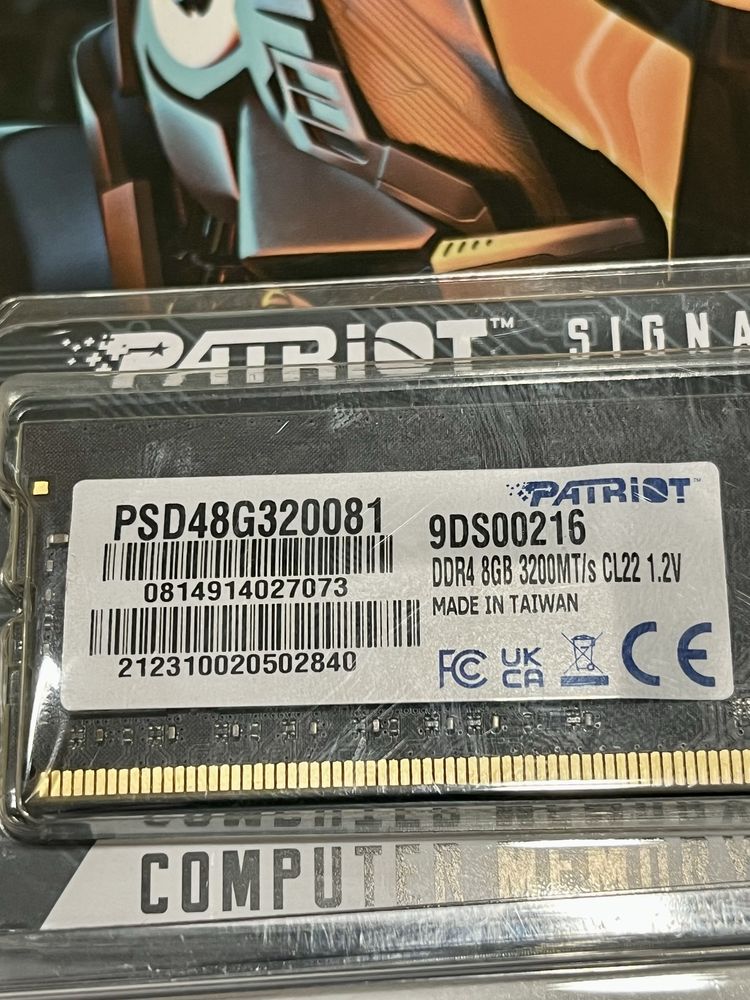 PATRIOT™ SIGNA
PATRIOT
PSD48G320081
9DS00216
0814914027073
DDR4 8GB 3200MT/s CL22 1.2V
MADE IN TAIWAN
212310020502840
FC UK CA CE
COMPUTER MEMORY